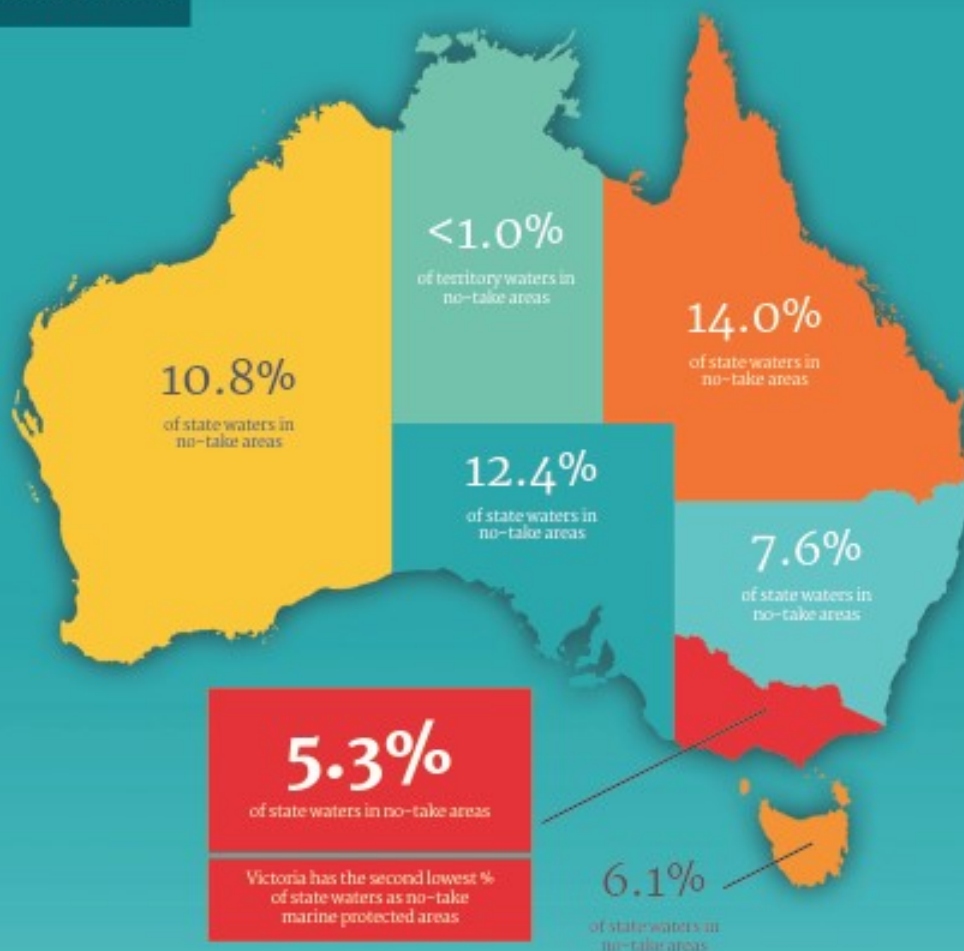 <1.0%
of territory waters in
no-take areas
14.0%
of state waters in
no-take areas
10.8%
of state waters in
no-take areas
12.4%
of state waters in
no-take areas
7.6%
of state waters in
no-take areas
5.3%
of state waters in no-take areas
Victoria has the second lowest %
of state waters as no-take
marine protected areas
6.1%
of state waters in
no-take areas